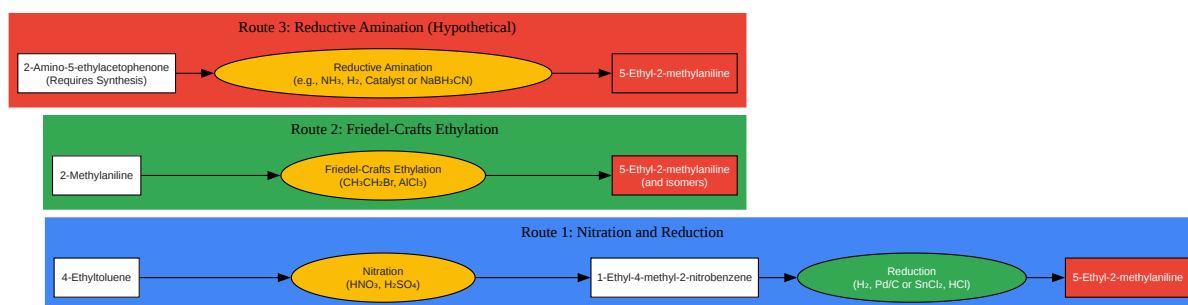 Route 3: Reductive Amination (Hypothetical)
2-Amino-5-ethylacetophenone
(Requires Synthesis)
Reductive Amination
(e.g., NH₃, H₂, Catalyst or NaBH₃CN)
5-Ethyl-2-methylaniline
Route 2: Friedel-Crafts Ethylation
2-Methylaniline
Friedel-Crafts Ethylation
(CH₃CH₂Br, AlCl₃)
5-Ethyl-2-methylaniline
(and isomers)
Route 1: Nitration and Reduction
4-Ethyltoluene
Nitration
(HNO₃, H₂SO₄)
1-Ethyl-4-methyl-2-nitrobenzene
Reduction
(H₂, Pd/C or SnCl₂, HCl)
5-Ethyl-2-methylaniline